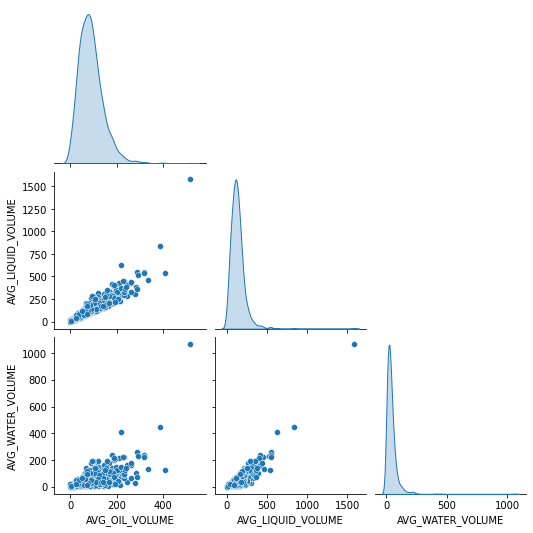 AVG_LIQUID_VOLUME
1500
1250
1000
750
500
250
0
AVG_WATER_VOLUME
1000
800
600
400
200
0
0 200 400
AVG_OIL_VOLUME
0 500 1000 1500
AVG_LIQUID_VOLUME
0 500 1000
AVG_WATER_VOLUME